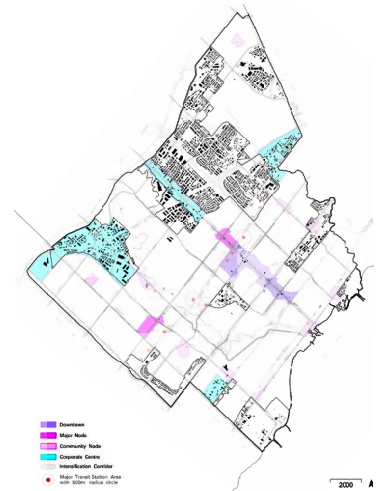 Downtown
Major Node
Community Node
Corporate Centre
Intensification Corridor
Major Transit Station Area
with 500m radius circle
2000